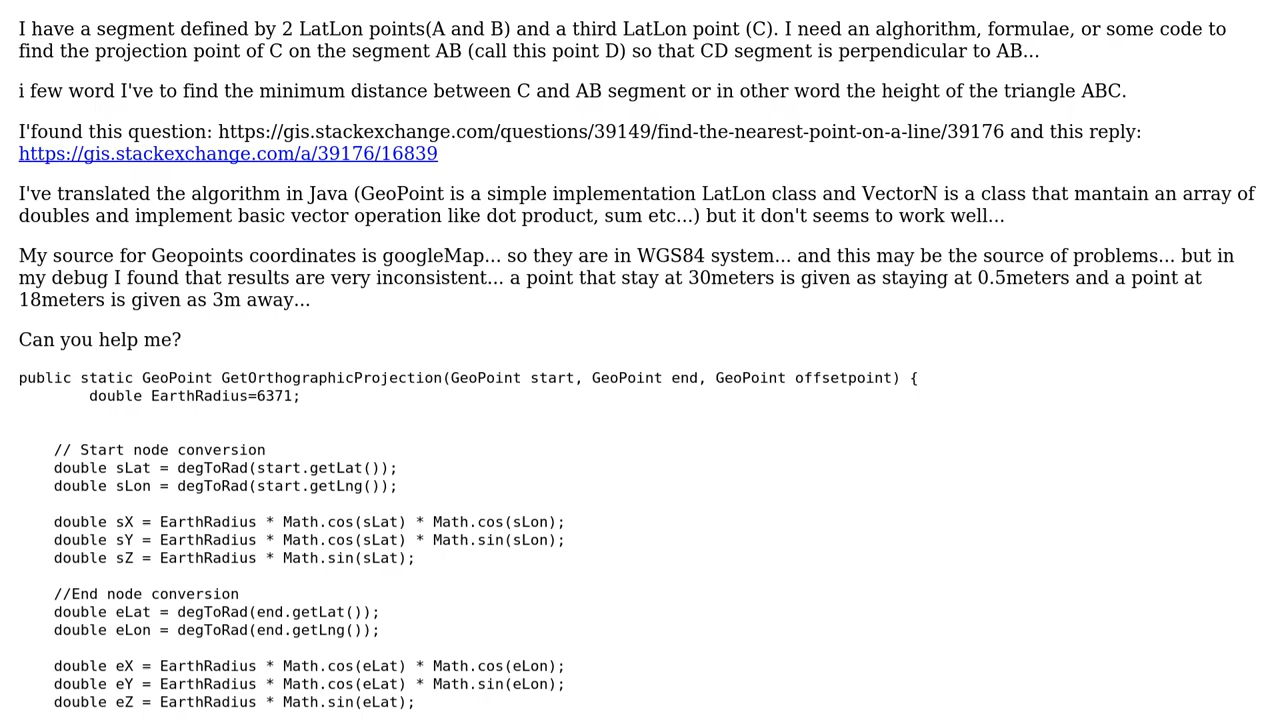 I have a segment defined by 2 LatLon points(A and B) and a third LatLon point (C). I need an alghorithm, formulae, or some code to
find the projection point of C on the segment AB (call this point D) so that CD segment is perpendicular to AB...
i few word I've to find the minimum distance between C and AB segment or in other word the height of the triangle ABC.
I'found this question: https://gis.stackexchange.com/questions/39149/find-the-nearest-point-on-a-line/39176 and this reply:
https://gis.stackexchange.com/a/39176/16839
I've translated the algorithm in Java (GeoPoint is a simple implementation LatLon class and VectorN is a class that mantain an array of
doubles and implement basic vector operation like dot product, sum etc...) but it don't seems to work well...
My source for Geopoints coordinates is googleMap... so they are in WGS84 system... and this may be the source of problems... but in
my debug I found that results are very inconsistent... a point that stay at 30meters is given as staying at 0.5meters and a point at
18meters is given as 3m away...
Can you help me?
public static GeoPoint GetOrthographicProjection(GeoPoint start, GeoPoint end, GeoPoint offsetpoint) {
        double EarthRadius=6371;
    // Start node conversion
    double sLat = degToRad(start.getLat());
    double sLon = degToRad(start.getLng());
    double sX = EarthRadius * Math.cos(sLat) * Math.cos(sLon);
    double sY = EarthRadius * Math.cos(sLat) * Math.sin(sLon);
    double sZ = EarthRadius * Math.sin(sLat);
    //End node conversion
    double eLat = degToRad(end.getLat());
    double eLon = degToRad(end.getLng());
    double eX = EarthRadius * Math.cos(eLat) * Math.cos(eLon);
    double eY = EarthRadius * Math.cos(eLat) * Math.sin(eLon);
    double eZ = EarthRadius * Math.sin(eLat);